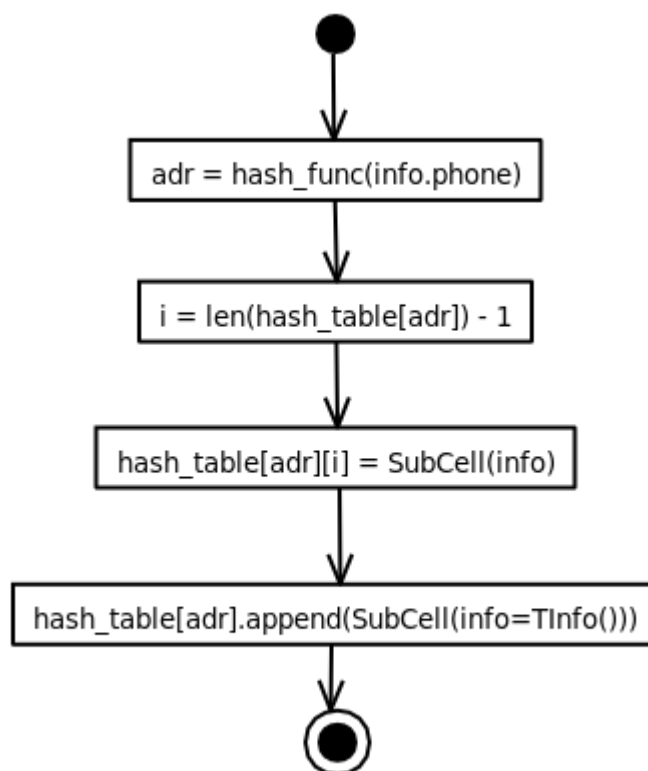 adr = hash_func(info.phone)
i = len(hash_table[adr]) - 1
hash_table[adr][i] = SubCell(info)
hash_table[adr].append(SubCell(info=TInfo()))